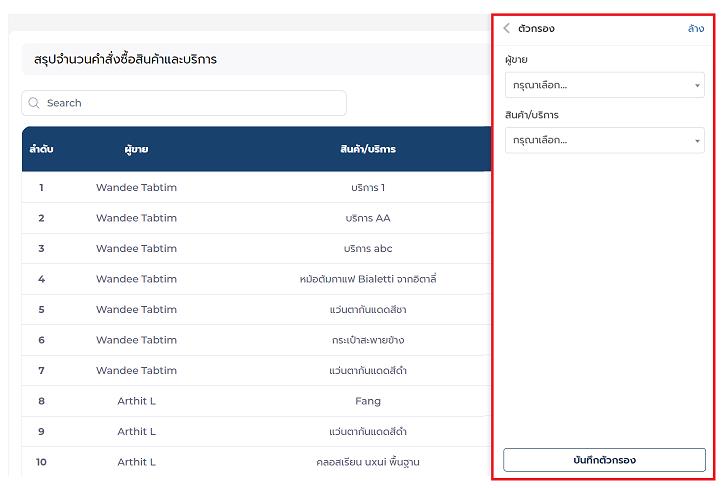 สรุปจำนวนคำสั่งซื้อสินค้าและบริการ
Search
ลำดับ ผู้ขาย สินค้า/บริการ
1 Wandee Tabtim บริการ 1
2 Wandee Tabtim บริการ AA
3 Wandee Tabtim บริการ abc
4 Wandee Tabtim หม้อต้มกาแฟ Bialetti จากอิตาลี่
5 Wandee Tabtim แว่นตากันแดดสีชา
6 Wandee Tabtim กระเป๋าสะพายข้าง
7 Wandee Tabtim แว่นตากันแดดสีดำ
8 Arthit L Fang
9 Arthit L แว่นตากันแดดสีดำ
10 Arthit L คลอสเรียน uxui พื้นฐาน
ตัวกรอง ล้าง
ผู้ขาย
กรุณาเลือก...
สินค้า/บริการ
กรุณาเลือก...
บันทึกตัวกรอง